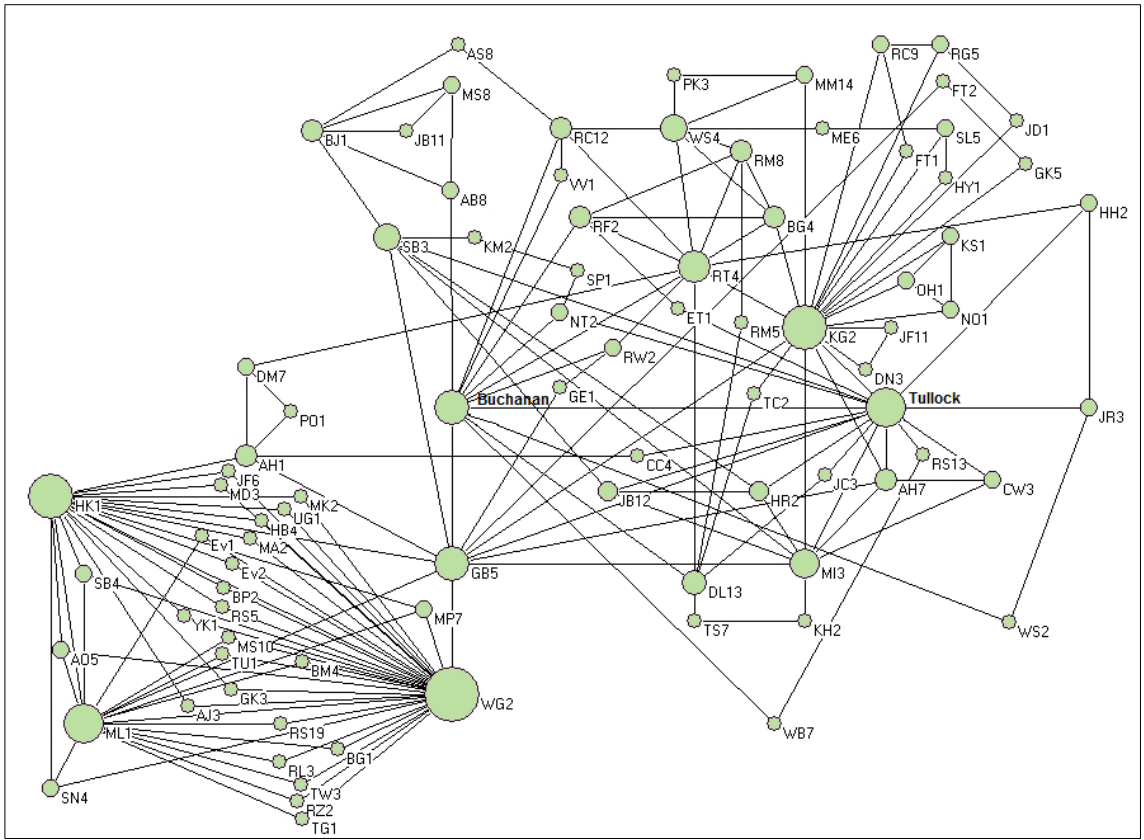 AS8
RC9
RG5
PK3
MM14
FT2
MS8
BJ1
JB11
RC12
WS4
ME6
SL5
JD1
RM8
FT1
GK5
VV1
HY1
AB8
HH2
RF2
BG4
SB3
KM2
KS1
RT4
SP1
OH1
NT2
ET1
RM5
KG2
NO1
JF11
RW2
DM7
DN3
GE1
TC2
Buchanan
Tullock
PO1
JR3
AH1
CC4
RS13
JF6
HK1
MD3
MK2
JB12
HR2
JC3
AH7
CW3
UG1
HB4
Ev1
MA2
GB5
MI3
Ev2
SB4
DL13
BP2
RS5
MP7
YK1
TS7
KH2
WS2
MS10
AO5
TU1
BM4
GK3
WG2
AJ3
ML1
RS19
WB7
BG1
RL3
SN4
TW3
RZ2
TG1